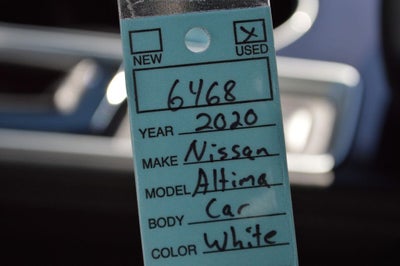 NEW X USED
6468
YEAR 2020
MAKE Nissan
MODEL Altima
BODY Car
COLOR White